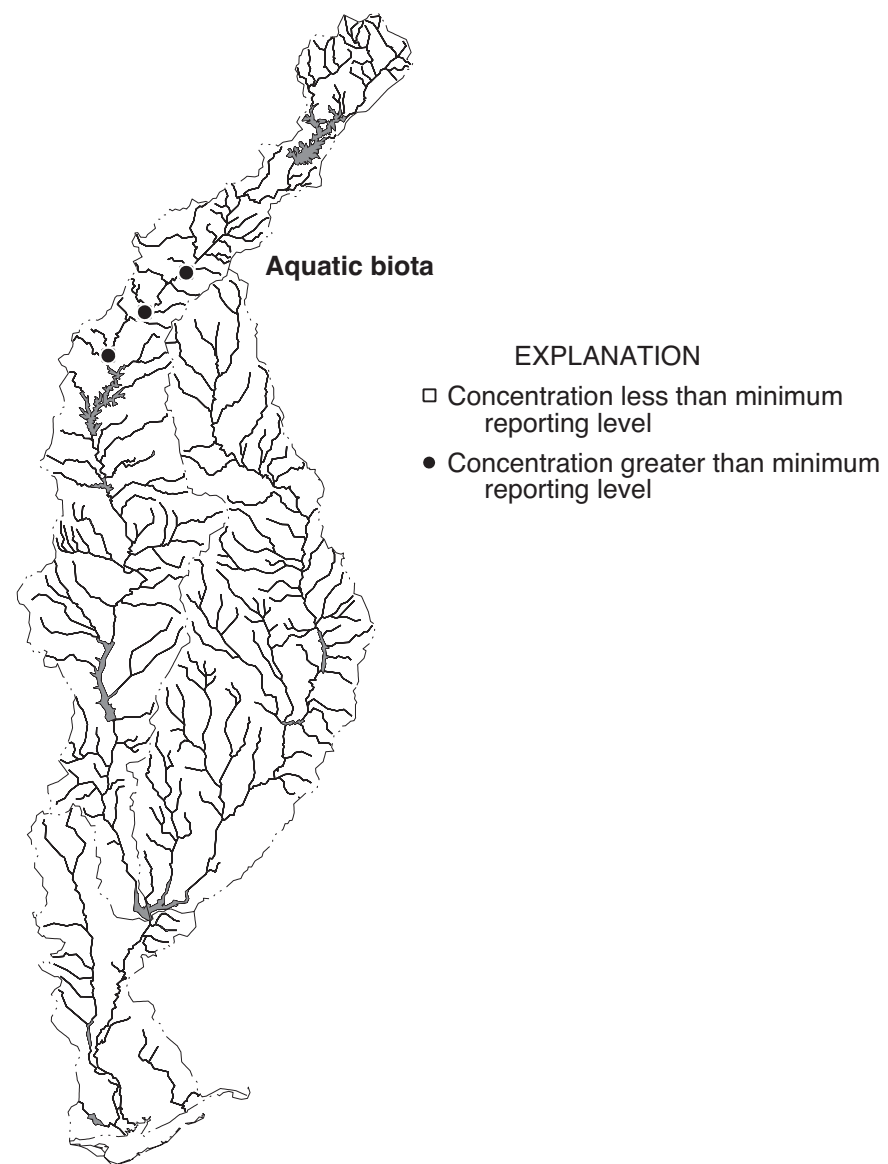 Aquatic biota
EXPLANATION
Concentration less than minimum
reporting level
Concentration greater than minimum
reporting level